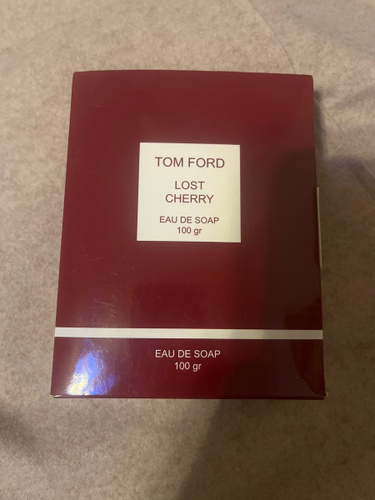 TOM FORD
LOST
CHERRY
EAU DE SOAP
100 gr
EAU DE SOAP
100 gr